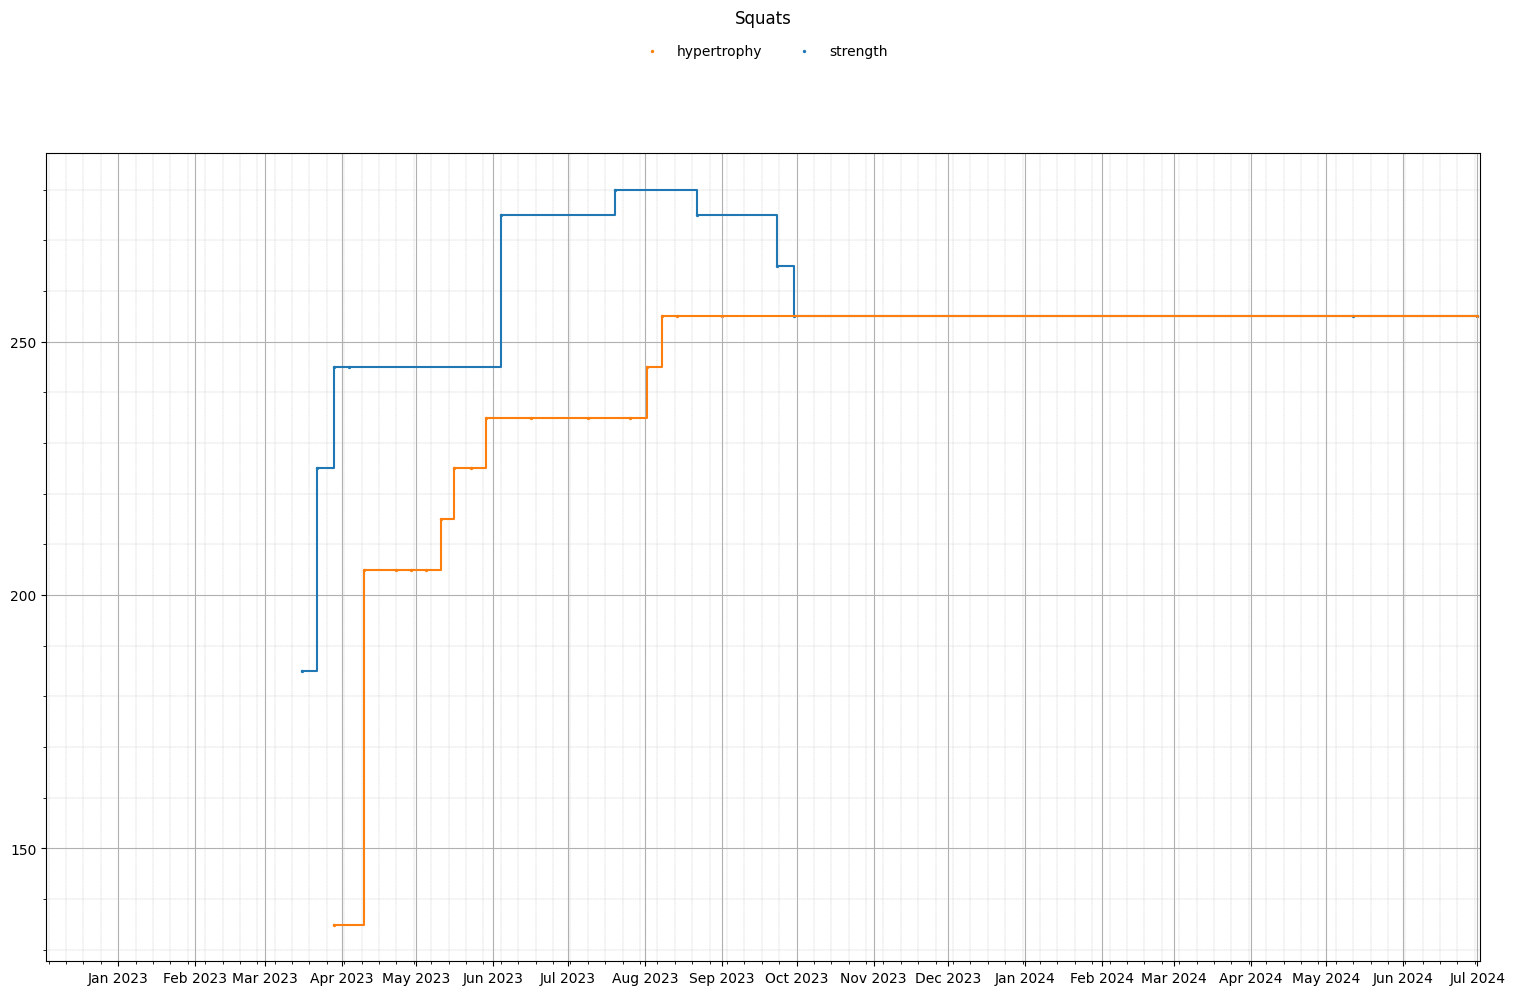 Squats
hypertrophy strength
250
200
150
Jan 2023 Feb 2023 Mar 2023 Apr 2023 May 2023 Jun 2023 Jul 2023 Aug 2023 Sep 2023 Oct 2023 Nov 2023 Dec 2023 Jan 2024 Feb 2024 Mar 2024 Apr 2024 May 2024 Jun 2024 Jul 2024